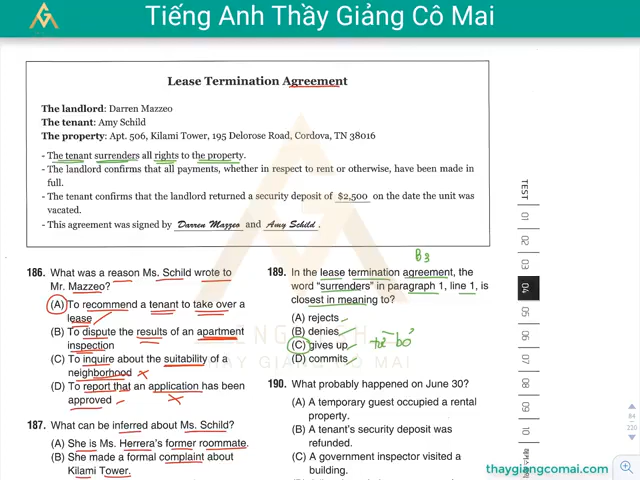 Tiếng Anh Thầy Giảng Cô Mai
Lease Termination Agreement
The landlord: Darren Mazzeo
The tenant: Amy Schild
The property: Apt. 506, Kilami Tower, 195 Delorose Road, Cordova, TN 38016
- The tenant surrenders all rights to the property.
- The landlord confirms that all payments, whether in respect to rent or otherwise, have been made in
full.
- The tenant confirms that the landlord returned a security deposit of $2,500 on the date the unit was
vacated.
- This agreement was signed by Darren Mazzeo and Amy Schild.
186. What was a reason Ms. Schild wrote to
Mr. Mazzeo?
(A) To recommend a tenant to take over a
lease
(B) To dispute the results of an apartment
inspection
(C) To inquire about the suitability of a
neighborhood
(D) To report that an application has been
approved
187. What can be inferred about Ms. Schild?
(A) She is Ms. Herrera's former roommate.
(B) She made a formal complaint about
Kilami Tower.
B3
189. In the lease termination agreement, the
word "surrenders" in paragraph 1, line 1, is
closest in meaning to?
(A) rejects
(B) denies
(C) gives up từ bỏ
(D) commits
190. What probably happened on June 30?
(A) A temporary guest occupied a rental
property.
(B) A tenant's security deposit was
refunded.
(C) A government inspector visited a
building.
TEST
01
02
03
04
05
06
07
08
09
10
84
220
THAY GIANG CO MAI
thaygiangcomai.com